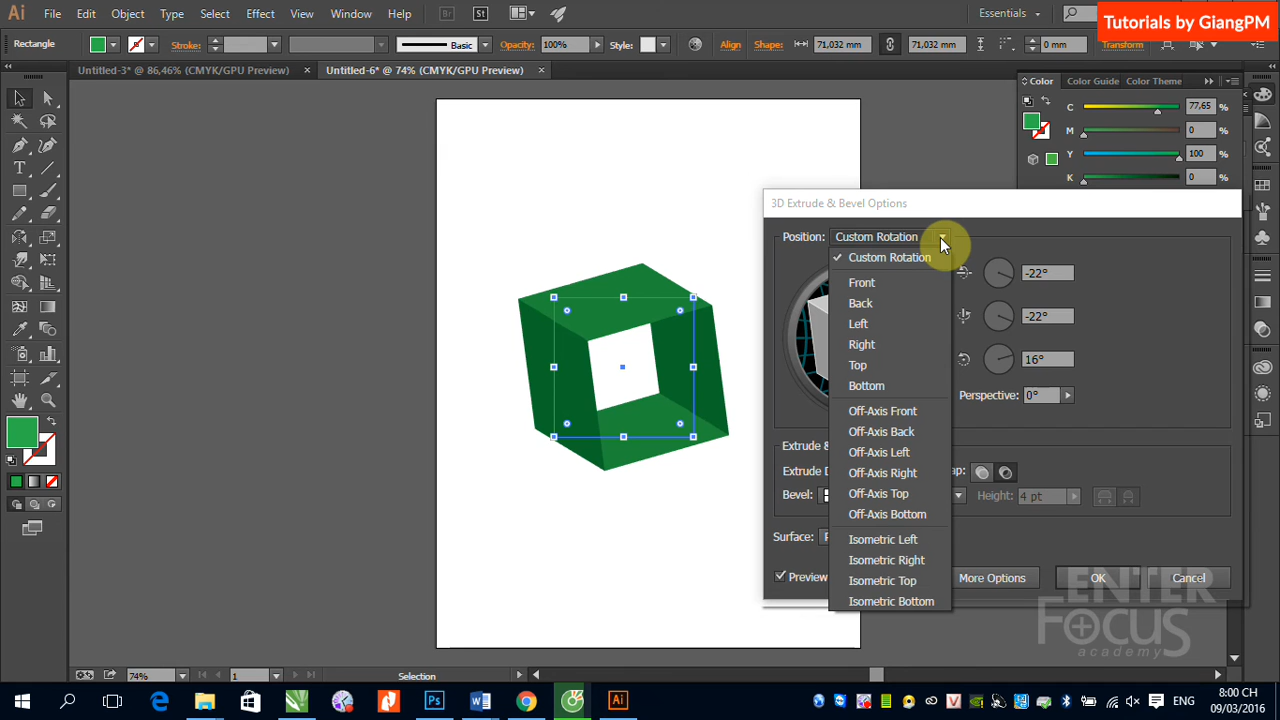 Ai File Edit Object Type Select Effect View Window Help Br St Essentials
Tutorials by GiangPM
Rectangle Stroke: Basic Opacity: 100% Style: Align Shape: 71,032 mm 71,032 mm 0 mm Transform
Untitled-3* @ 86,46% (CMYK/GPU Preview) × Untitled-6* @ 74% (CMYK/GPU Preview) ×
Color Color Guide Color Theme
C 77,65 %
M 0 %
Y 100 %
K 0 %
3D Extrude & Bevel Options
Position: Custom Rotation
Custom Rotation
Front
Back
Left
Right
Top
Bottom
Off-Axis Front
Off-Axis Back
Off-Axis Left
Off-Axis Right
Off-Axis Top
Off-Axis Bottom
Isometric Left
Isometric Right
Isometric Top
Isometric Bottom
-22°
-22°
16°
Perspective: 0°
Extrude &
Extrude D
Bevel: Height: 4 pt
Surface:
Preview More Options OK Cancel
ENTER
FOCUS
academy
74% 1 Selection
Ps W Ai V ENG 8:00 CH
09/03/2016